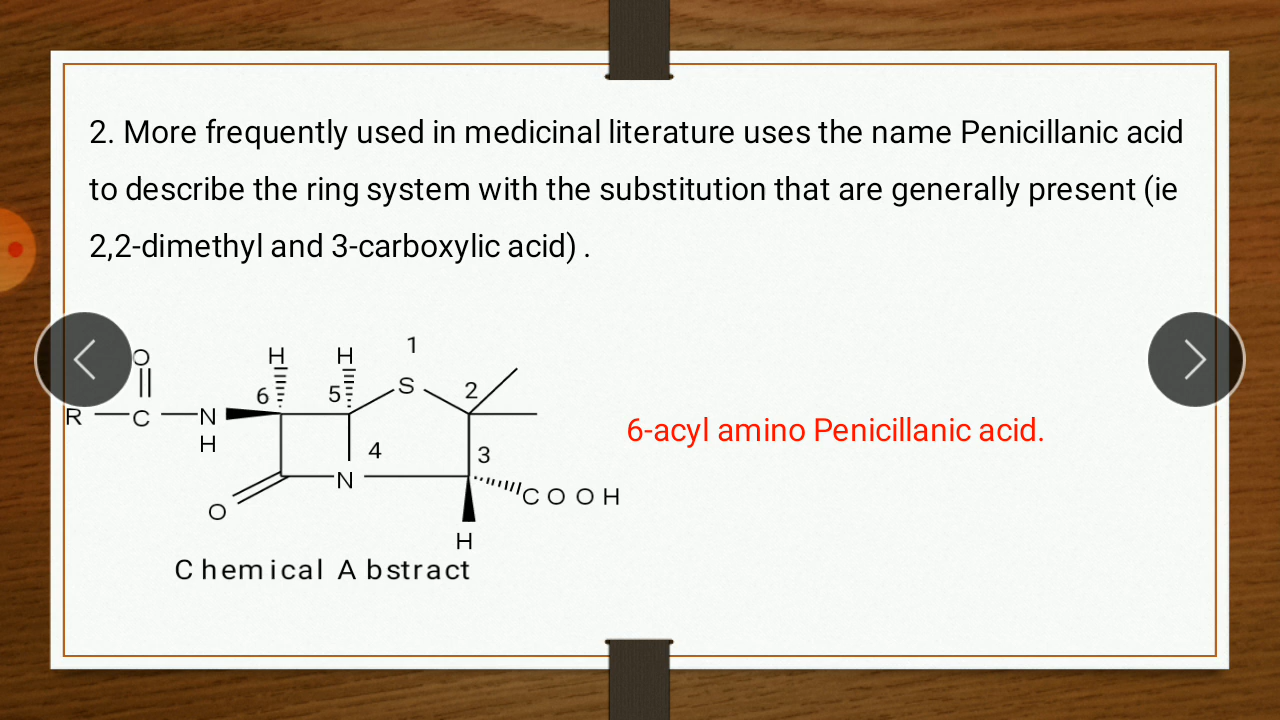 2. More frequently used in medicinal literature uses the name Penicillanic acid
to describe the ring system with the substitution that are generally present (ie
2,2-dimethyl and 3-carboxylic acid) .
1
H H
O
6 5 S 2
R C N
H
4 3
N
O
COOH
H
Chemical Abstract
6-acyl amino Penicillanic acid.